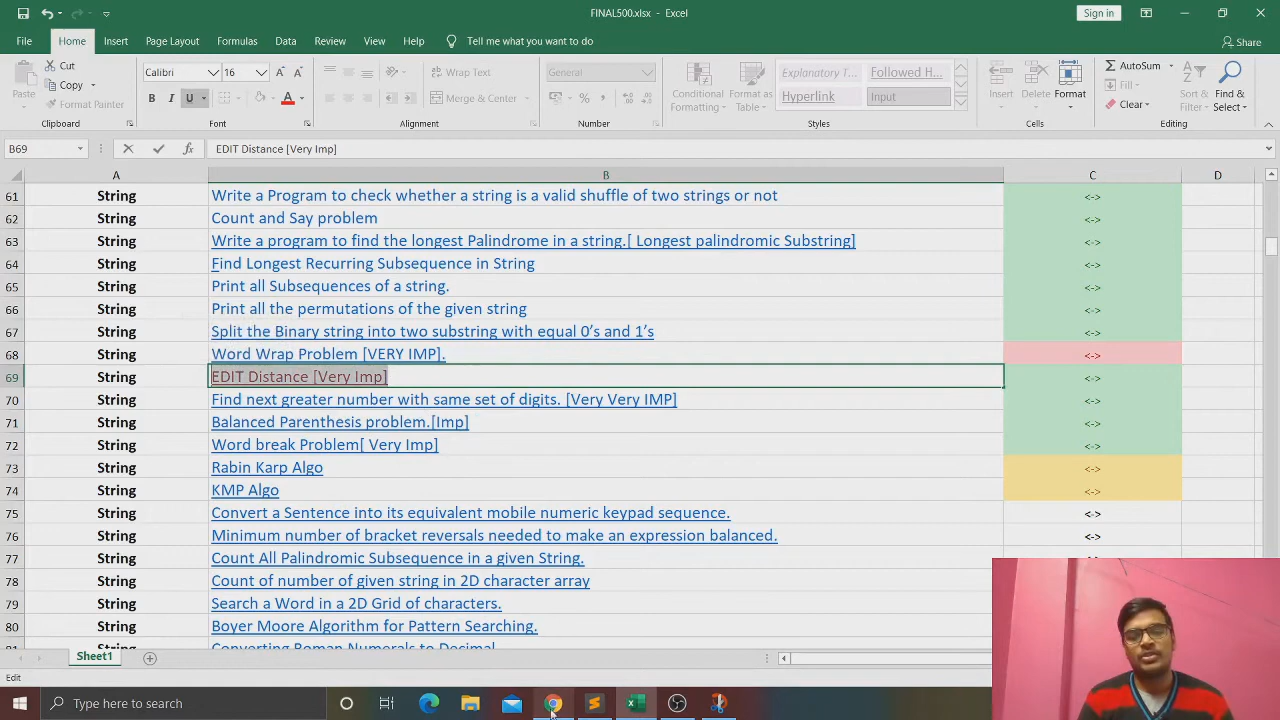 FINAL500.xlsx - Excel
Sign in
File Home Insert Page Layout Formulas Data Review View Help Tell me what you want to do Share
Paste
Cut
Copy
Format Painter
Clipboard
Calibri 16
B I U A
Font
Wrap Text
Merge & Center
Alignment
General
Number
Conditional Formatting
Format as Table
Explanatory T...
Followed H...
Hyperlink
Input
Styles
Insert
Delete
Format
Cells
AutoSum
Fill
Clear
Sort & Filter
Find & Select
Editing
B69 fx EDIT Distance [Very Imp]
A B C D
61 String Write a Program to check whether a string is a valid shuffle of two strings or not <->
62 String Count and Say problem <->
63 String Write a program to find the longest Palindrome in a string.[ Longest palindromic Substring] <->
64 String Find Longest Recurring Subsequence in String <->
65 String Print all Subsequences of a string. <->
66 String Print all the permutations of the given string <->
67 String Split the Binary string into two substring with equal 0’s and 1’s <->
68 String Word Wrap Problem [VERY IMP]. <->
69 String EDIT Distance [Very Imp] <->
70 String Find next greater number with same set of digits. [Very Very IMP] <->
71 String Balanced Parenthesis problem.[Imp] <->
72 String Word break Problem[ Very Imp] <->
73 String Rabin Karp Algo <->
74 String KMP Algo <->
75 String Convert a Sentence into its equivalent mobile numeric keypad sequence. <->
76 String Minimum number of bracket reversals needed to make an expression balanced. <->
77 String Count All Palindromic Subsequence in a given String. <->
78 String Count of number of given string in 2D character array
79 String Search a Word in a 2D Grid of characters.
80 String Boyer Moore Algorithm for Pattern Searching.
81 String Converting Roman Numerals to Decimal
Sheet1
Edit
Type here to search